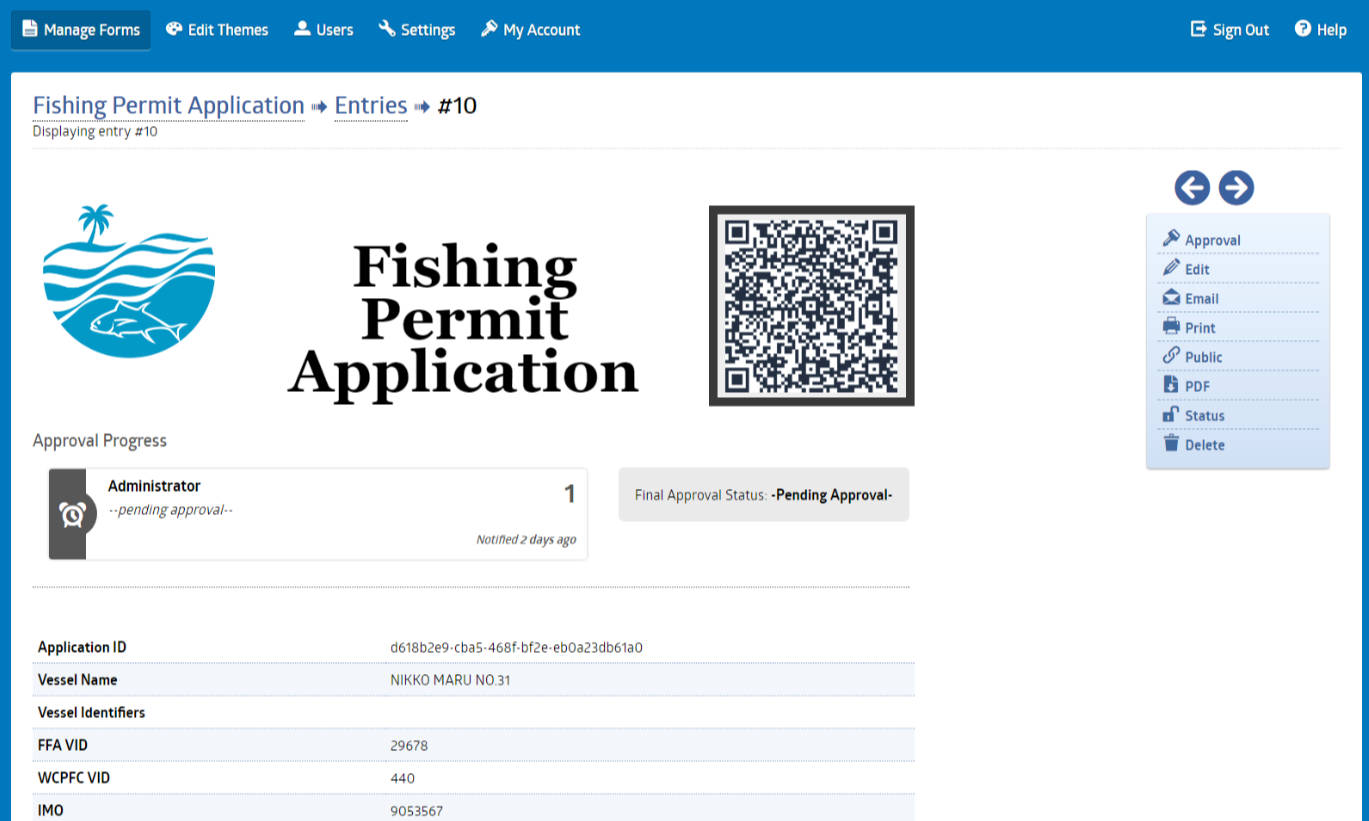 Manage Forms Edit Themes Users Settings My Account Sign Out Help
Fishing Permit Application Entries #10
Displaying entry #10
Fishing
Permit
Application
Approval
Edit
Email
Print
Public
PDF
Status
Delete
Approval Progress
Administrator
1
--pending approval--
Notified 2 days ago
Final Approval Status: -Pending Approval-
Application ID d618b2e9-cba5-468f-bf2e-eb0a23db61a0
Vessel Name NIKKO MARU NO.31
Vessel Identifiers
FFA VID 29678
WCPFC VID 440
IMO 9053567